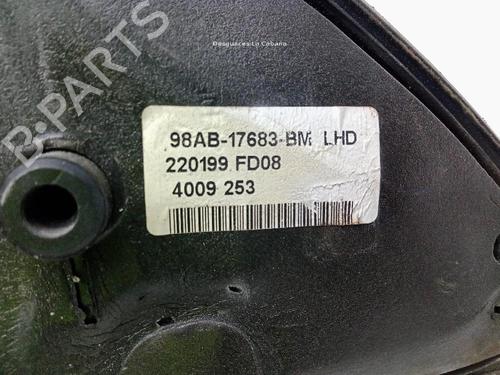 Desguaces La Cabaña
B-PARTS
98AB-17683-BM LHD
220199 FD08
4009 253